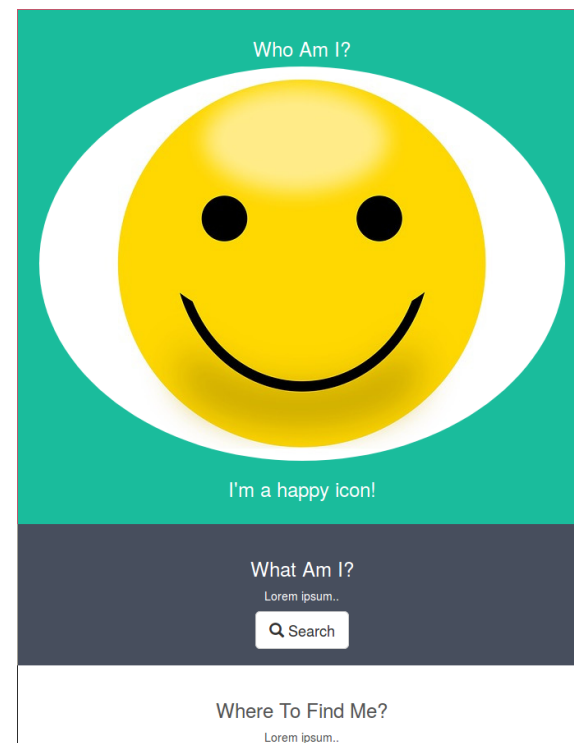 Who Am I?
I'm a happy icon!
What Am I?
Lorem ipsum..
Search
Where To Find Me?
Lorem ipsum..